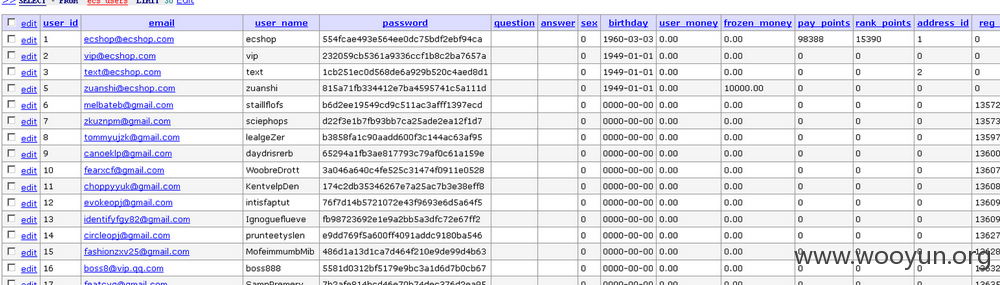 >> SELECT * FROM `ecs_users` LIMIT 30 Edit
edit user_id email user_name password question answer sex birthday user_money frozen_money pay_points rank_points address_id reg_
edit 1 ecshop@ecshop.com ecshop 554fcae493e564ee0dc75bdf2ebf94ca 0 1960-03-03 0.00 0.00 98388 15390 1 0
edit 2 vip@ecshop.com vip 232059cb5361a9336ccf1b8c2ba7657a 0 1949-01-01 0.00 0.00 0 0 0 0
edit 3 text@ecshop.com text 1cb251ec0d568de6a929b520c4aed8d1 0 1949-01-01 0.00 0.00 0 0 2 0
edit 5 zuanshi@ecshop.com zuanshi 815a71fb334412e7ba4595741c5a111d 0 1949-01-01 0.00 10000.00 0 0 0 0
edit 6 melbateb@gmail.com staillflofs b6d2ee19549cd9c511ac3afff1397ecd 0 0000-00-00 0.00 0.00 0 0 0 13572
edit 7 zkuznpm@gmail.com sciephops d22f3e1b7fb93bb7ca25ade2ea12f1d7 0 0000-00-00 0.00 0.00 0 0 0 13573
edit 8 tommyujzk@gmail.com lealgeZer b3858fa1c90aadd600f3c144ac63af95 0 0000-00-00 0.00 0.00 0 0 0 13597
edit 9 canoeklp@gmail.com daydrisrerb 65294a1fb3ae817793c79af0c61a159e 0 0000-00-00 0.00 0.00 0 0 0 13600
edit 10 fearxcf@gmail.com WoobreDrott 3a046a640c4fe525c31474f0911e0528 0 0000-00-00 0.00 0.00 0 0 0 13607
edit 11 choppyyuk@gmail.com KentvelpDen 174c2db35346267e7a25ac7b3e38eff8 0 0000-00-00 0.00 0.00 0 0 0 13608
edit 12 evokeopj@gmail.com intisfaptut 76f7d14b5721072e43f9693e6d5a64f5 0 0000-00-00 0.00 0.00 0 0 0 13609
edit 13 identifyfgy82@gmail.com Ignogueflueve fb98723692e1e9a2bb5a3dfc72e67ff2 0 0000-00-00 0.00 0.00 0 0 0 13609
edit 14 circleopj@gmail.com prunteetyslen e9dd769f5a600ff4091addc9180ba546 0 0000-00-00 0.00 0.00 0 0 0 13627
edit 15 fashionzxv25@gmail.com MofeimmumbMib 486d1a13d1ca7d464f210e9de99d4b63 0 0000-00-00 0.00 0.00 0 0 0
edit 16 boss8@vip.qq.com boss888 5581d0312bf5179e9bc3a1d6d7b0cb67 0 0000-00-00 0.00 0.00
www.wooyun.org